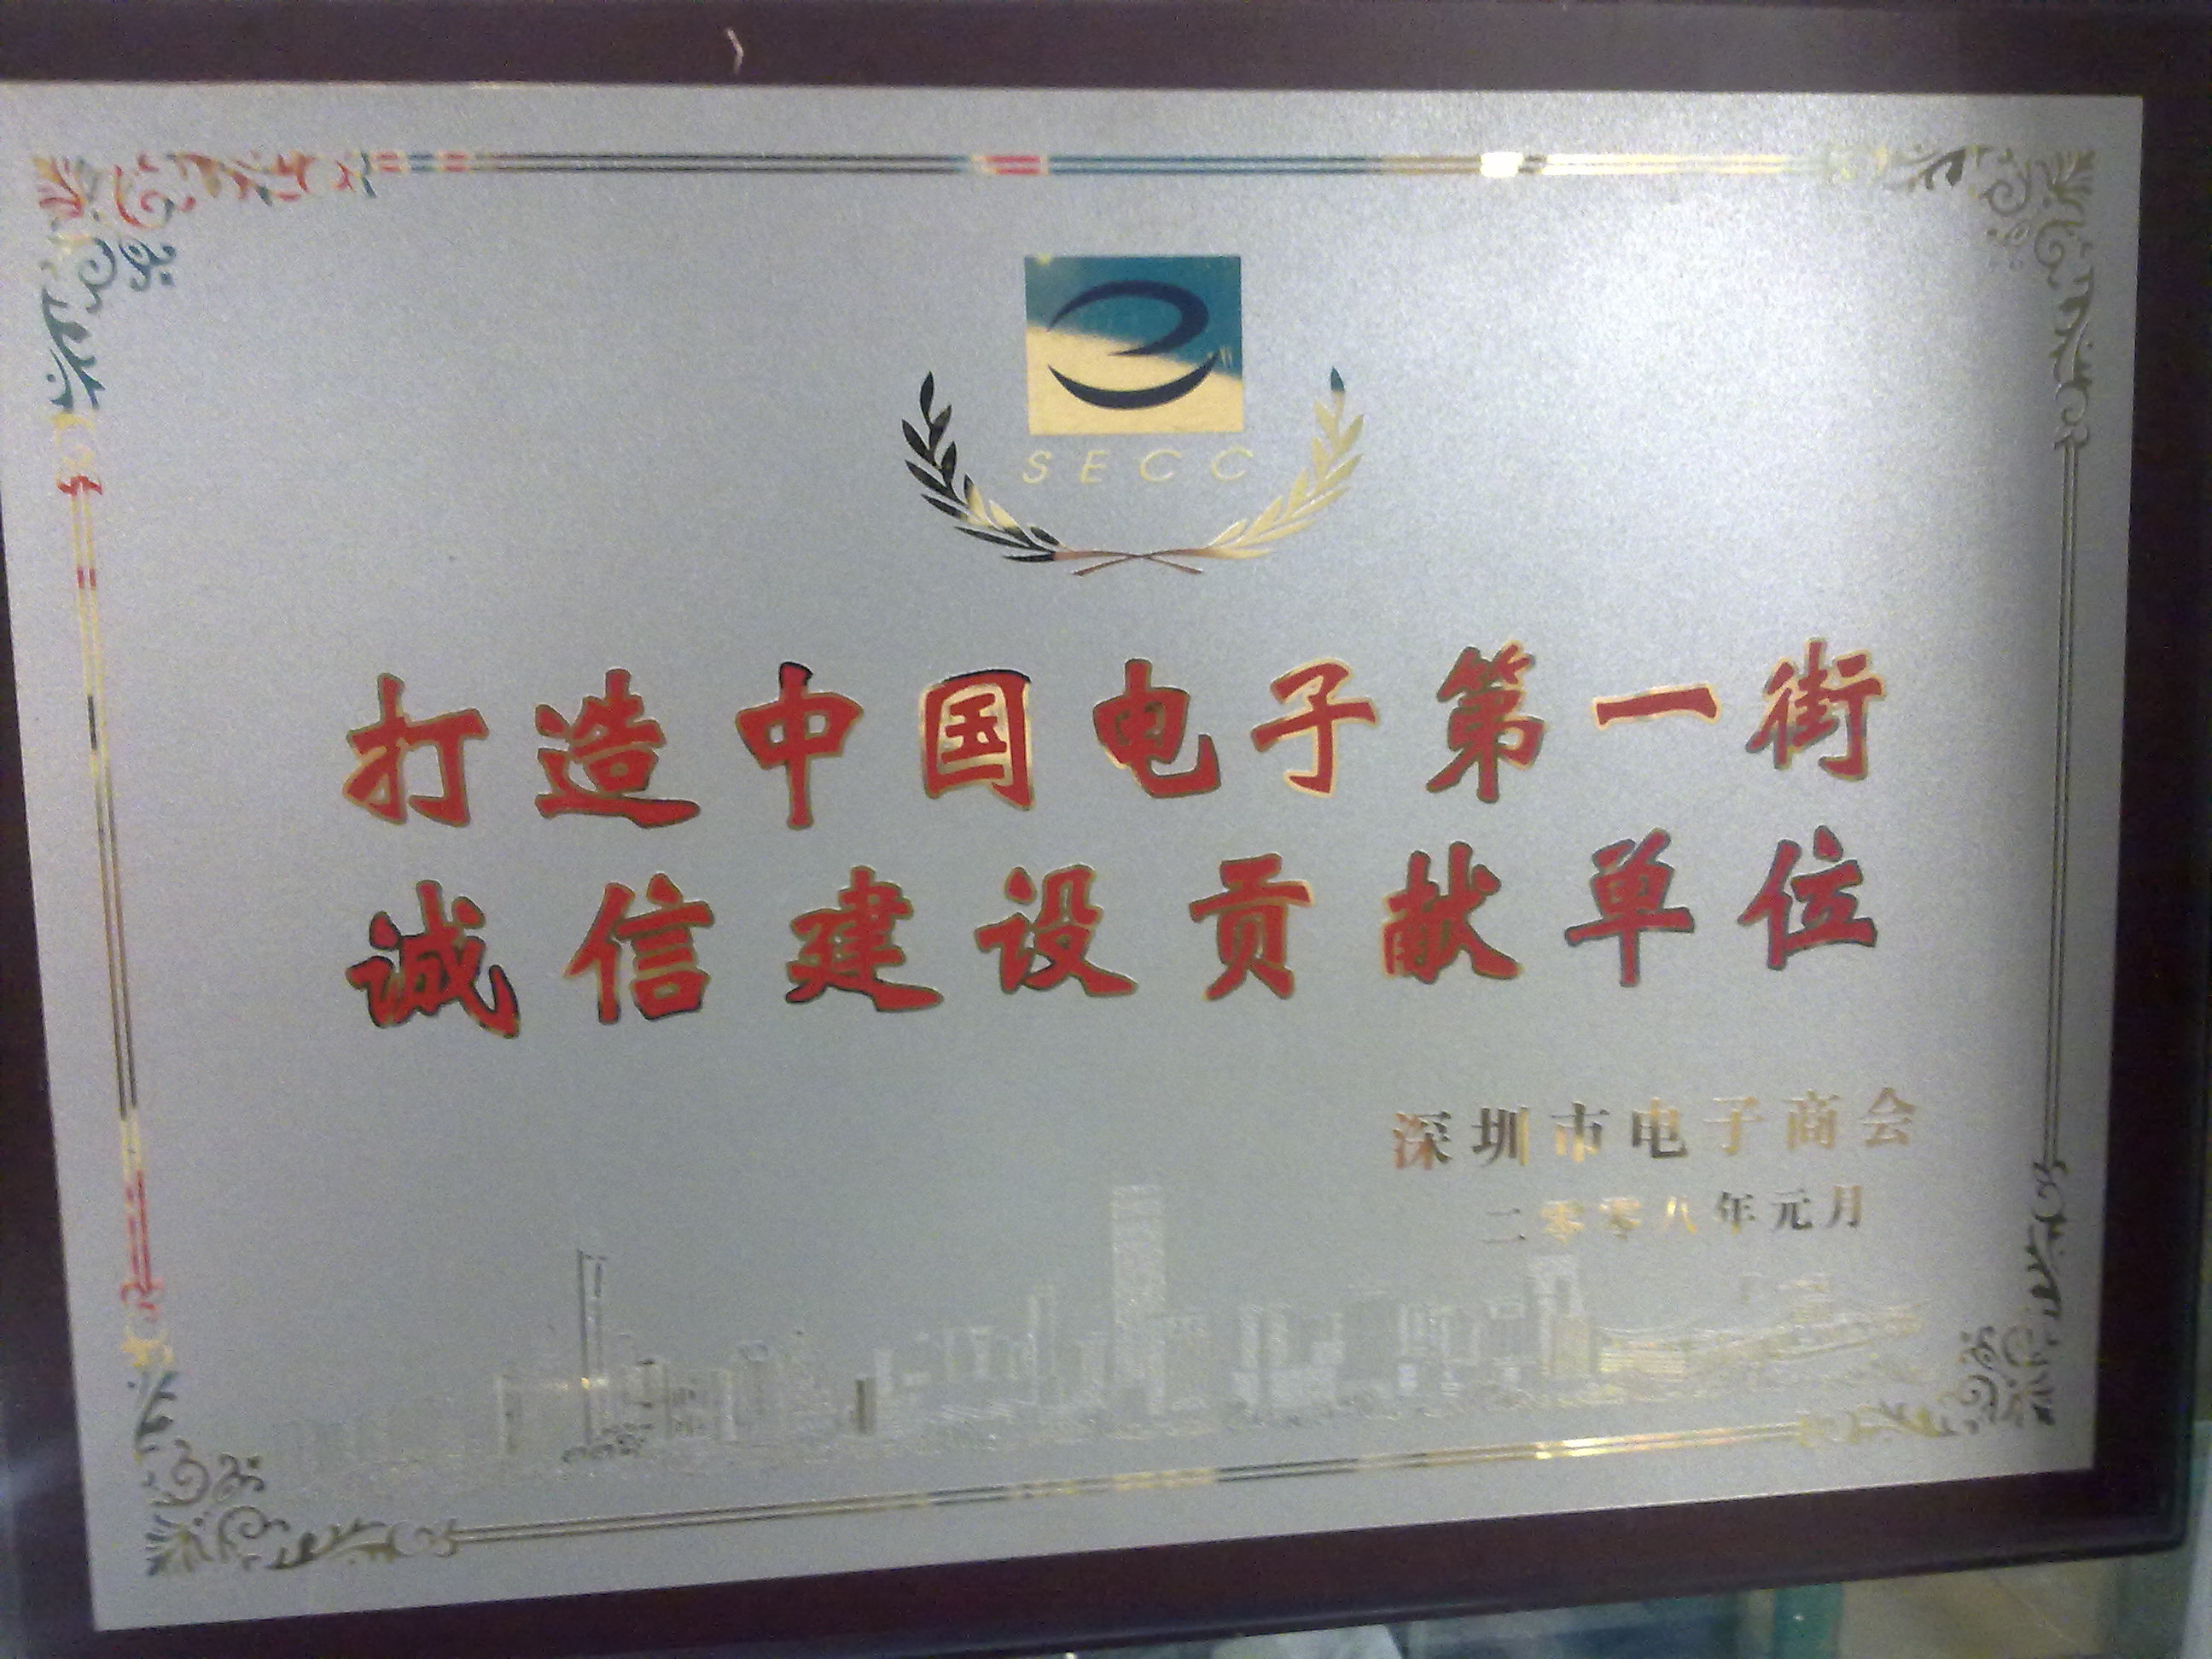 SECC
打造中国电子第一街
诚信建设贡献单位
深圳市电子商会
二零零八年元月